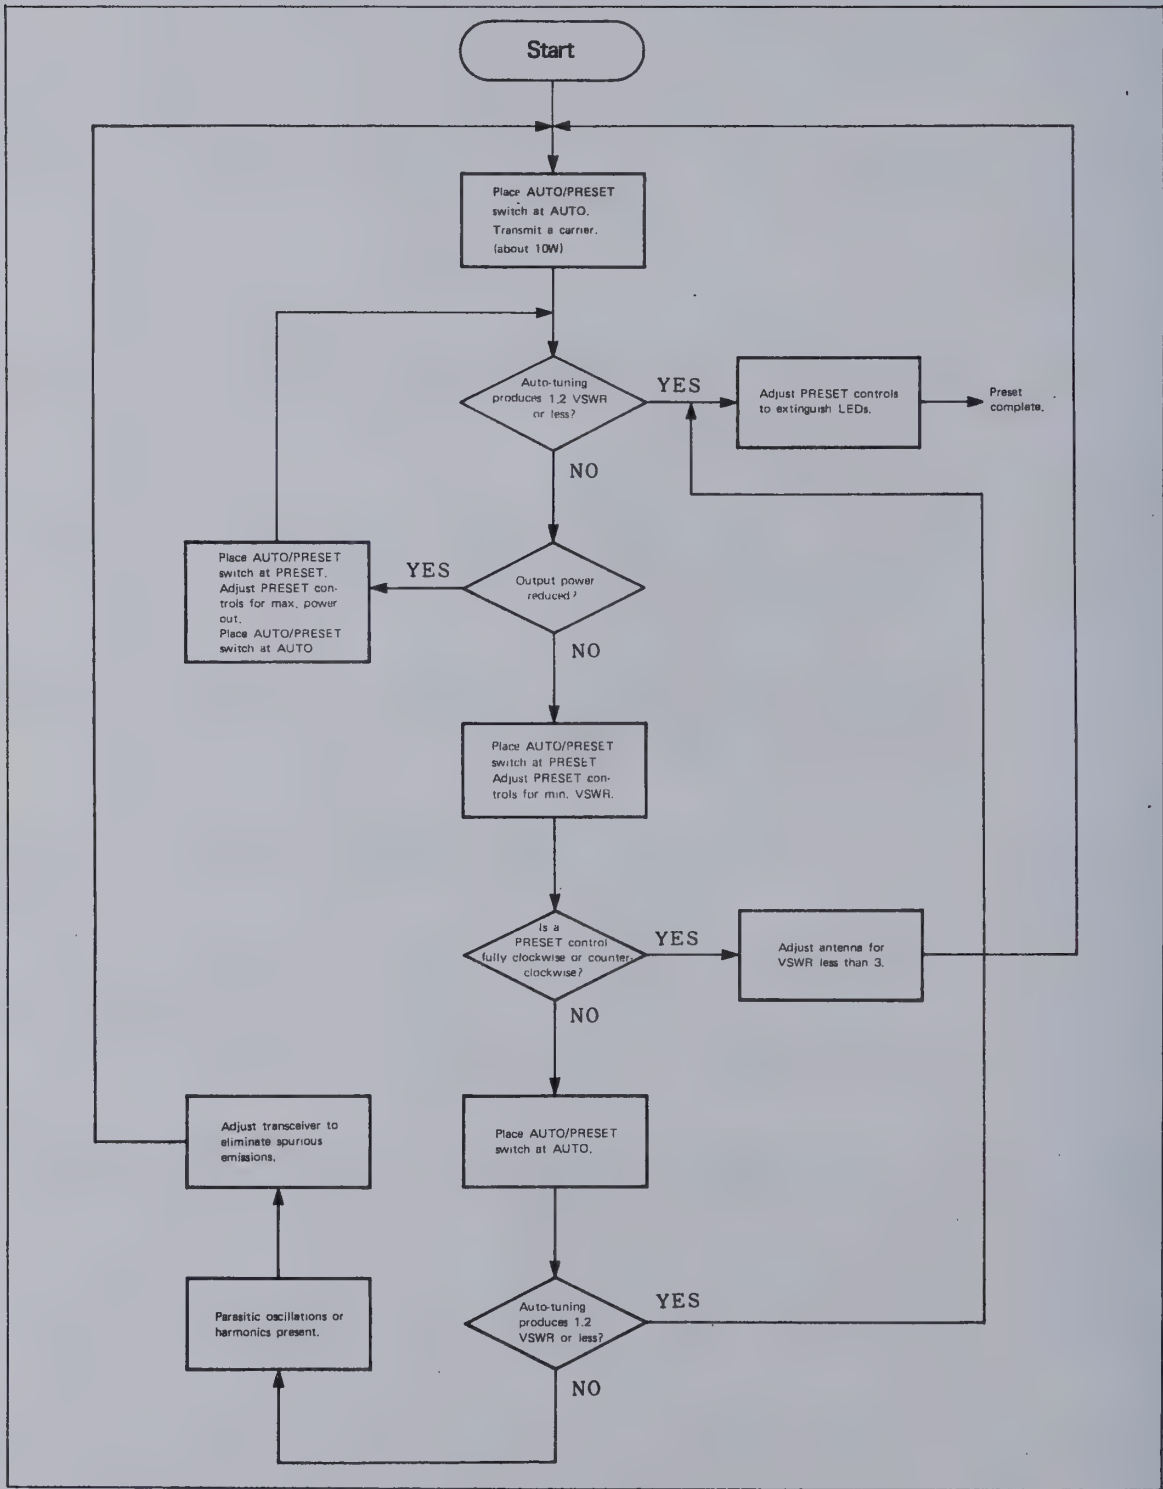 Start
Place AUTO/PRESET
switch at AUTO.
Transmit a carrier.
(about 10W)
Auto-tuning
produces 1.2 VSWR
or less?
YES
Adjust PRESET controls
to extinguish LEDs.
Preset
complete.
NO
Output power
reduced?
YES
Place AUTO/PRESET
switch at PRESET.
Adjust PRESET con-
trols for max. power
out.
Place AUTO/PRESET
switch at AUTO
NO
Place AUTO/PRESET
switch at PRESET
Adjust PRESET con-
trols for min. VSWR.
Is a
PRESET control
fully clockwise or counter-
clockwise?
YES
Adjust antenna for
VSWR less than 3.
NO
Place AUTO/PRESET
switch at AUTO.
Auto-tuning
produces 1.2
VSWR or less?
YES
NO
Parasitic oscillations or
harmonics present.
Adjust transceiver to
eliminate spurious
emissions.